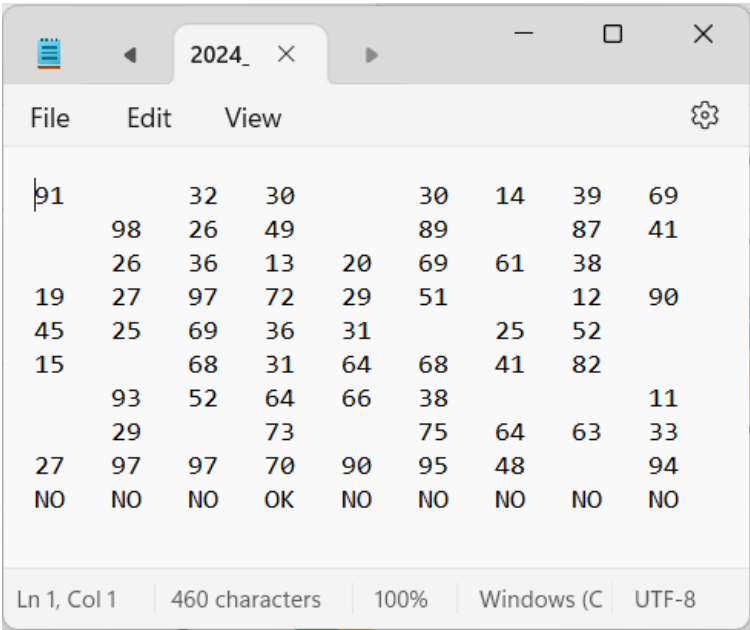 2024_
File Edit View
91 32 30 30 14 39 69
98 26 49 89 87 41
26 36 13 20 69 61 38
19 27 97 72 29 51 12 90
45 25 69 36 31 25 52
15 68 31 64 68 41 82
93 52 64 66 38 11
29 73 75 64 63 33
27 97 97 70 90 95 48 94
NO NO NO OK NO NO NO NO NO
Ln 1, Col 1 460 characters 100% Windows (C UTF-8